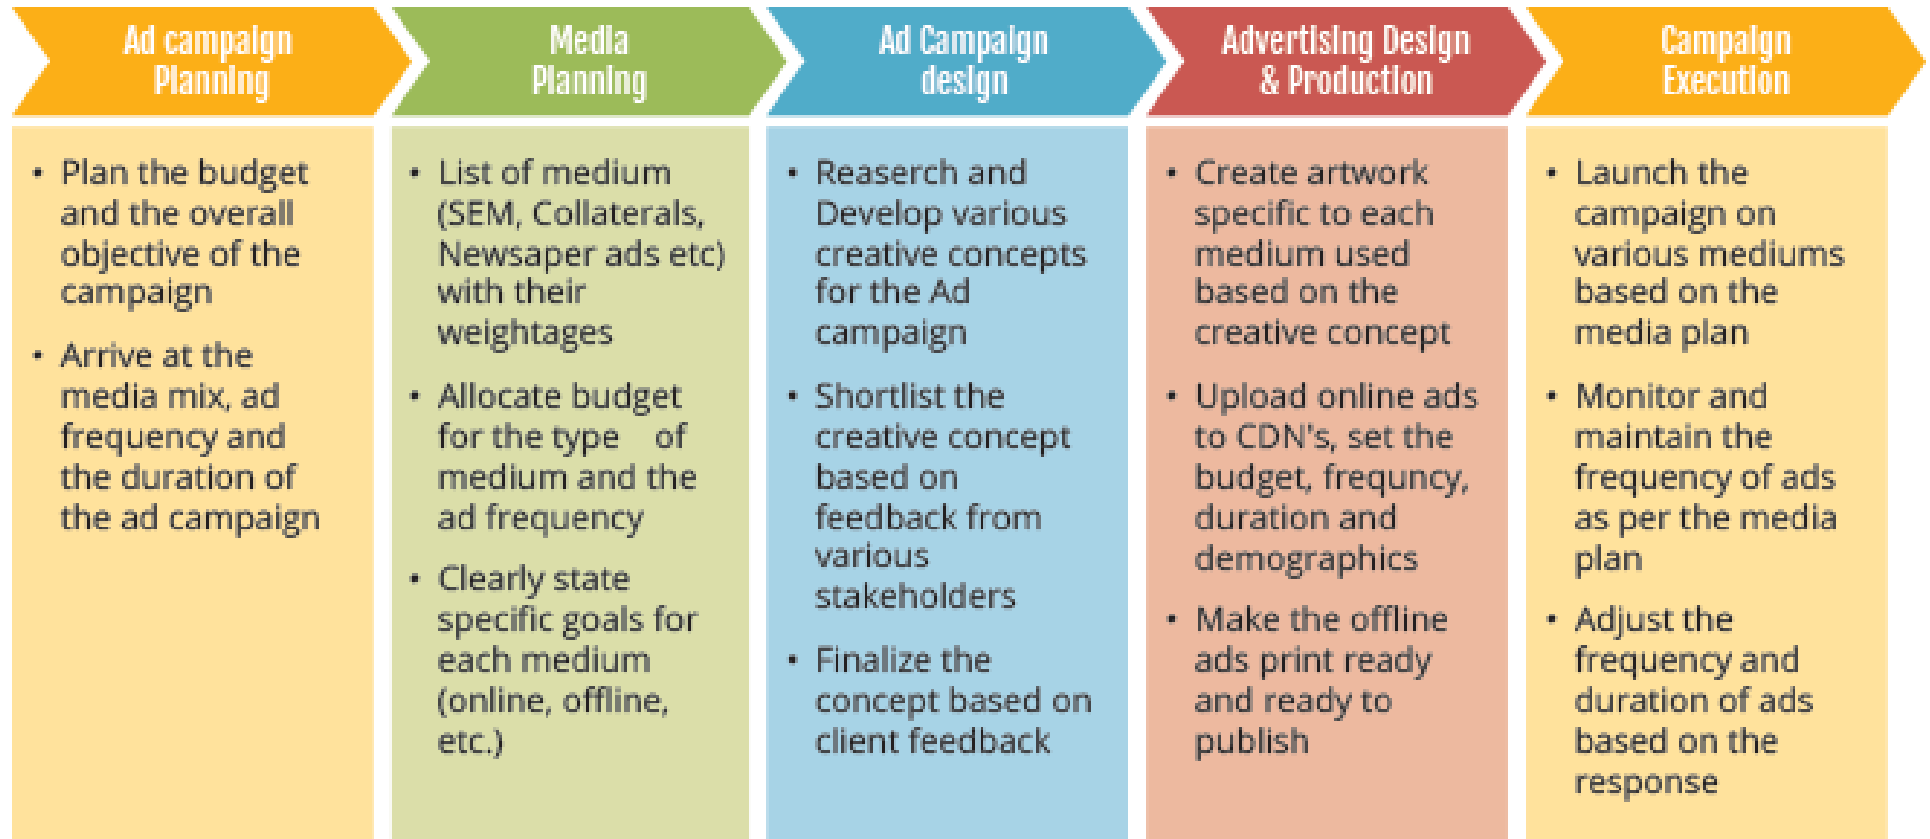 Ad campaign
Planning
Media
Planning
Ad Campaign
design
Advertising Design
& Production
Campaign
Execution
• Plan the budget
and the overall
objective of the
campaign
• Arrive at the
media mix, ad
frequency and
the duration of
the ad campaign
• List of medium
(SEM, Collaterals,
Newsaper ads etc)
with their
weightages
• Allocate budget
for the type of
medium and the
ad frequency
• Clearly state
specific goals for
each medium
(online, offline,
etc.)
• Reaserch and
Develop various
creative concepts
for the Ad
campaign
• Shortlist the
creative concept
based on
feedback from
various
stakeholders
• Finalize the
concept based on
client feedback
• Create artwork
specific to each
medium used
based on the
creative concept
• Upload online ads
to CDN's, set the
budget, frequncy,
duration and
demographics
• Make the offline
ads print ready
and ready to
publish
• Launch the
campaign on
various mediums
based on the
media plan
• Monitor and
maintain the
frequency of ads
as per the media
plan
• Adjust the
frequency and
duration of ads
based on the
response